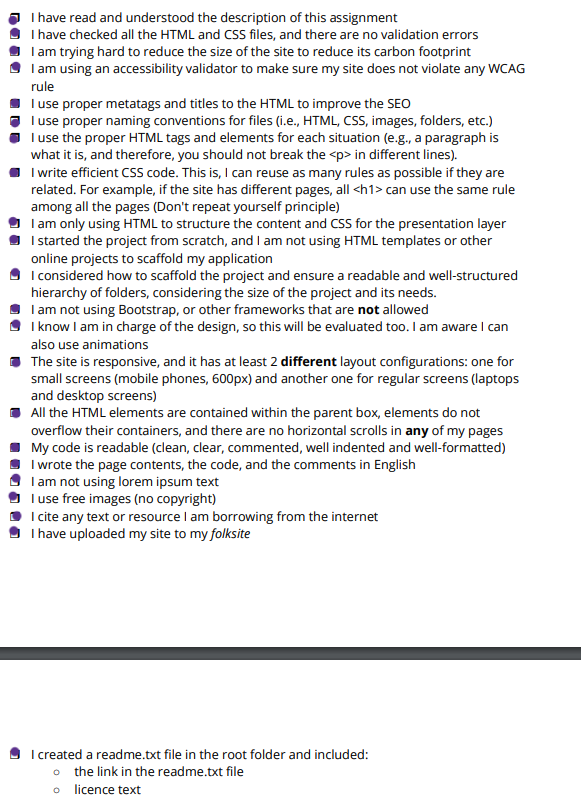 I have read and understood the description of this assignment
I have checked all the HTML and CSS files, and there are no validation errors
I am trying hard to reduce the size of the site to reduce its carbon footprint
I am using an accessibility validator to make sure my site does not violate any WCAG
rule
I use proper metatags and titles to the HTML to improve the SEO
I use proper naming conventions for files (i.e., HTML, CSS, images, folders, etc.)
I use the proper HTML tags and elements for each situation (e.g., a paragraph is
what it is, and therefore, you should not break the <p> in different lines).
I write efficient CSS code. This is, I can reuse as many rules as possible if they are
related. For example, if the site has different pages, all <h1> can use the same rule
among all the pages (Don't repeat yourself principle)
I am only using HTML to structure the content and CSS for the presentation layer
I started the project from scratch, and I am not using HTML templates or other
online projects to scaffold my application
I considered how to scaffold the project and ensure a readable and well-structured
hierarchy of folders, considering the size of the project and its needs.
I am not using Bootstrap, or other frameworks that are not allowed
I know I am in charge of the design, so this will be evaluated too. I am aware I can
also use animations
The site is responsive, and it has at least 2 different layout configurations: one for
small screens (mobile phones, 600px) and another one for regular screens (laptops
and desktop screens)
All the HTML elements are contained within the parent box, elements do not
overflow their containers, and there are no horizontal scrolls in any of my pages
My code is readable (clean, clear, commented, well indented and well-formatted)
I wrote the page contents, the code, and the comments in English
I am not using lorem ipsum text
I use free images (no copyright)
I cite any text or resource I am borrowing from the internet
I have uploaded my site to my folksite
I created a readme.txt file in the root folder and included:
the link in the readme.txt file
licence text